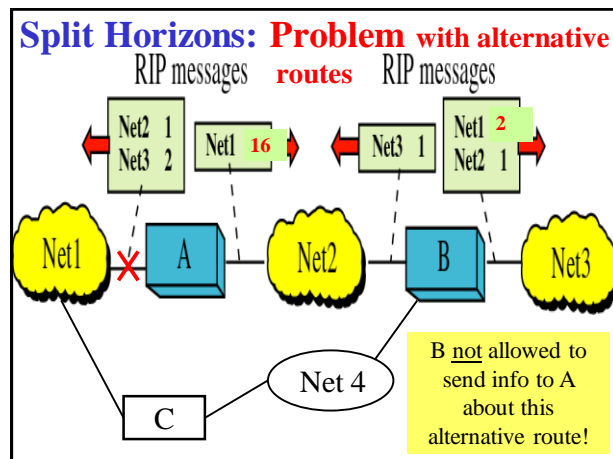 Split Horizons: Problem with alternative
routes
RIP messages
RIP messages
Net2 1
Net3 2
Net1 16
Net3 1
Net1 2
Net2 1
Net1
A
Net2
B
Net3
Net 4
C
B not allowed to
send info to A
about this
alternative route!